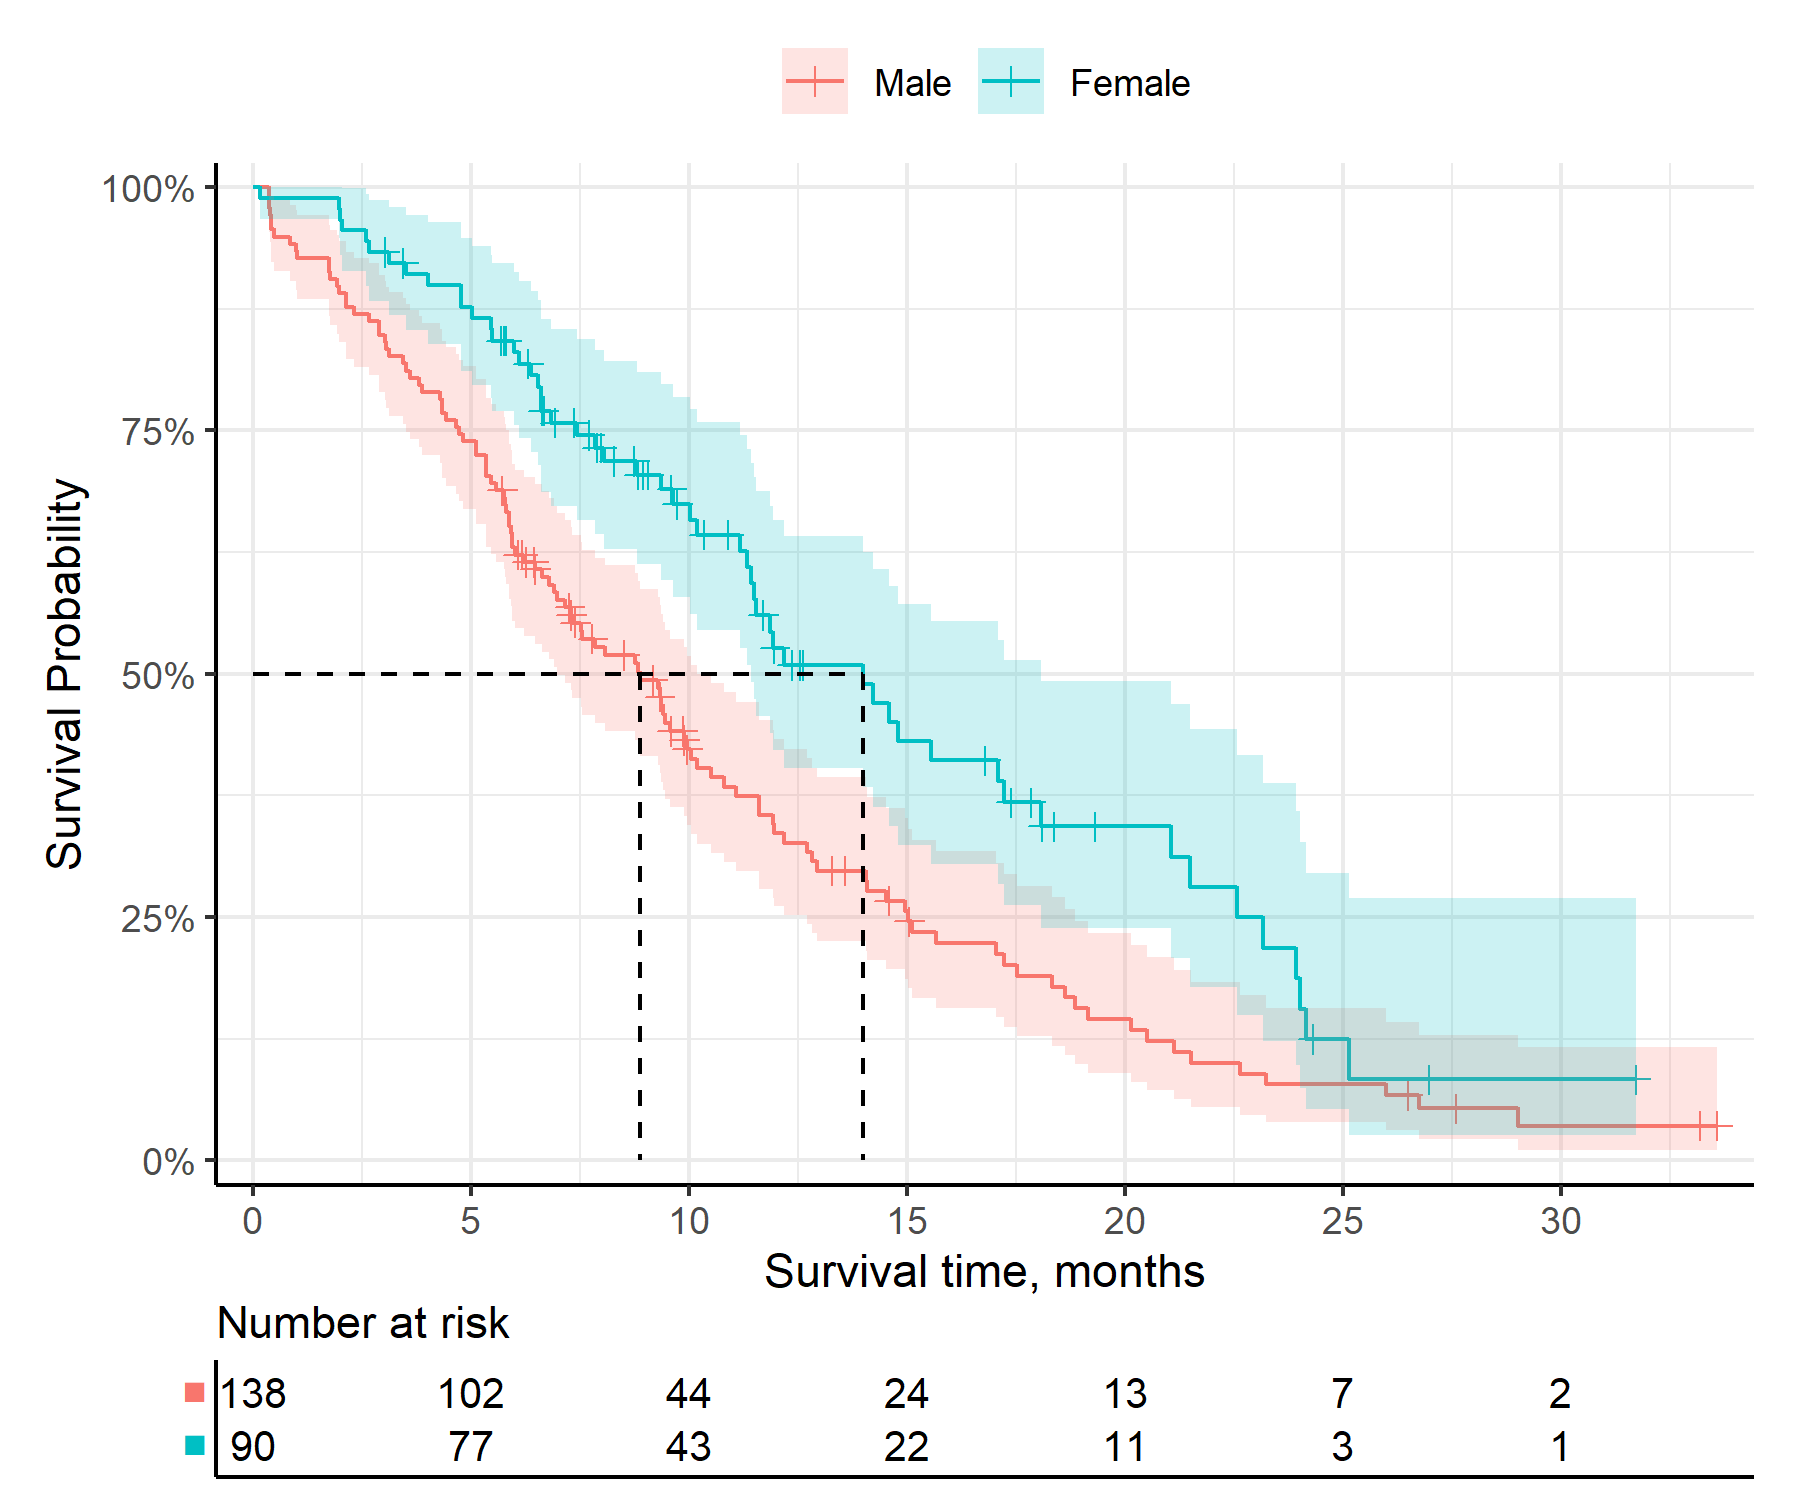 Male Female
100%
75%
50%
25%
0%
Survival Probability
0 5 10 15 20 25 30
Survival time, months
Number at risk
138 102 44 24 13 7 2
90 77 43 22 11 3 1